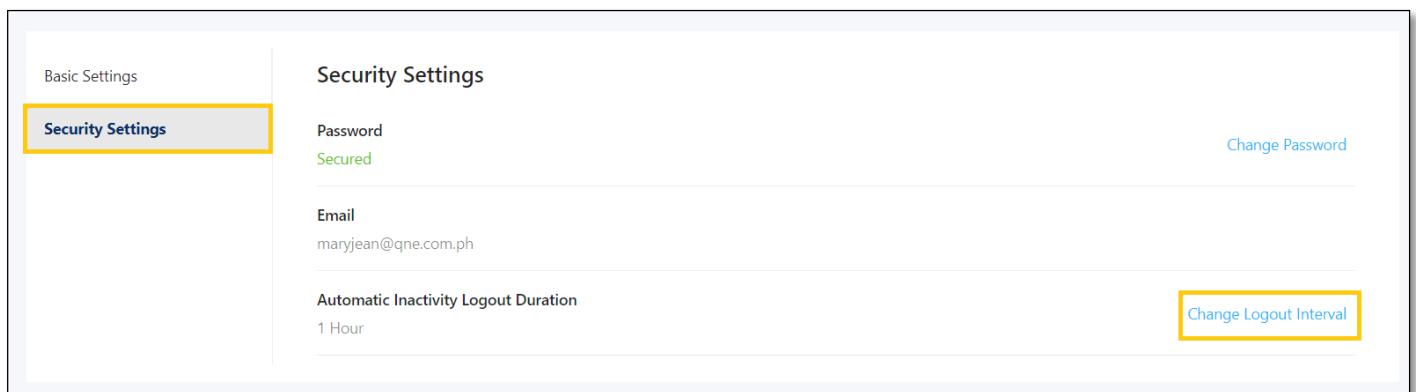 Basic Settings
Security Settings
Security Settings
Password
Secured
Change Password
Email
maryjean@qne.com.ph
Automatic Inactivity Logout Duration
1 Hour
Change Logout Interval